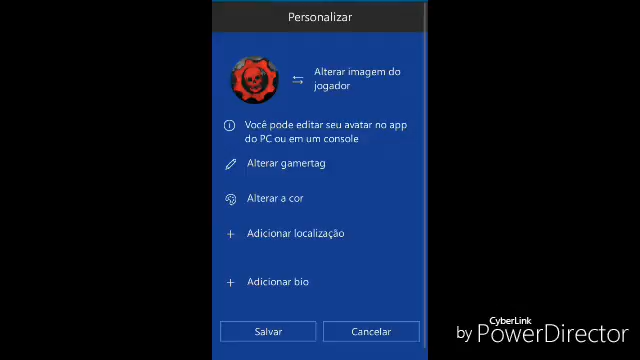 Personalizar
Alterar imagem do
jogador
Você pode editar seu avatar no app
do PC ou em um console
Alterar gamertag
Alterar a cor
Adicionar localização
Adicionar bio
Salvar
Cancelar
CyberLink
by PowerDirector